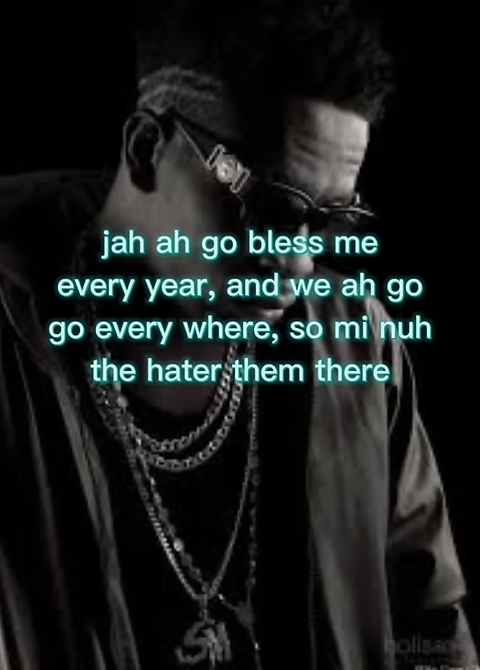 jah ah go bless me
every year, and we ah go
go every where, so mi nuh
the hater them there
SM